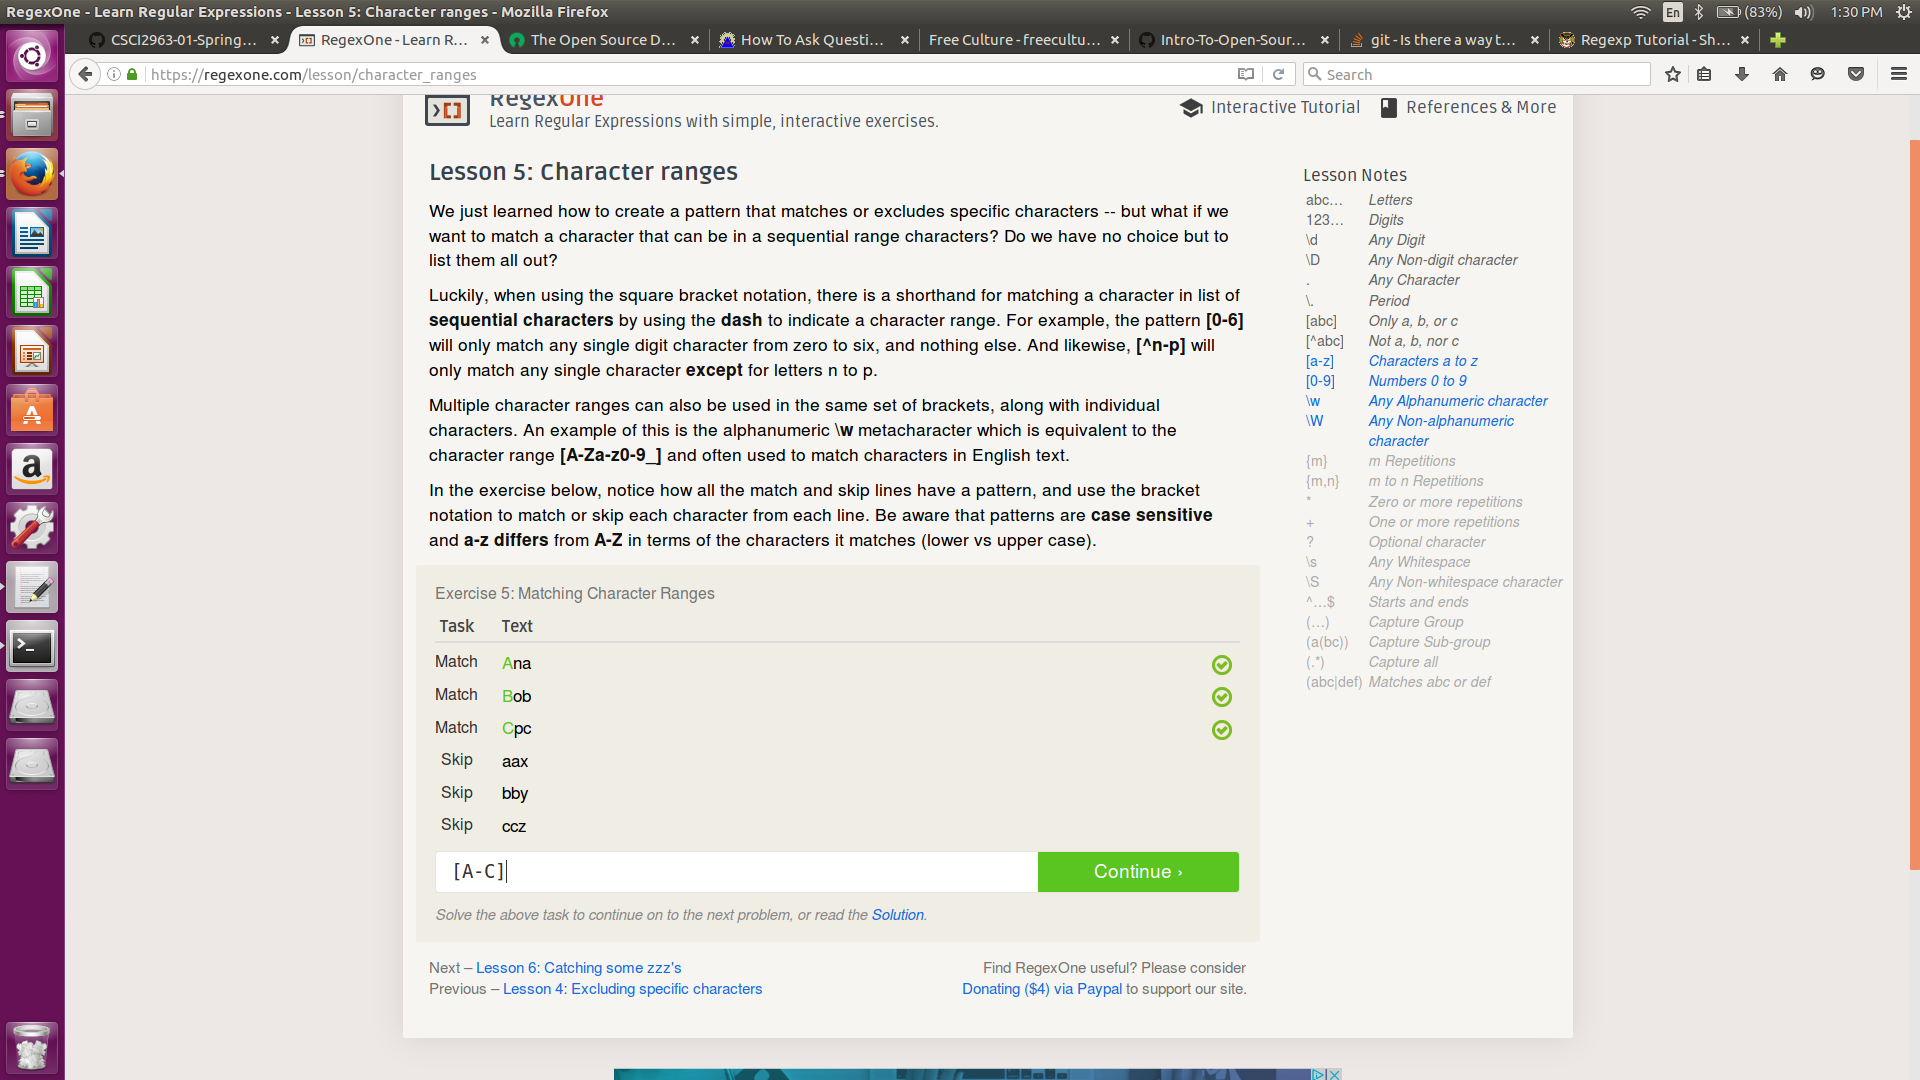 RegexOne - Learn Regular Expressions - Lesson 5: Character ranges - Mozilla Firefox
En (83%) 1:30 PM
CSCI2963-01-Spring... × RegexOne - Learn R... × The Open Source D... × How To Ask Questi... × Free Culture - freecultu... × Intro-To-Open-Sour... × git - Is there a way t... × Regexp Tutorial - Sh... ×
https://regexone.com/lesson/character_ranges
Search
RegexOne
Learn Regular Expressions with simple, interactive exercises.
Interactive Tutorial
References & More
Lesson 5: Character ranges
We just learned how to create a pattern that matches or excludes specific characters -- but what if we
want to match a character that can be in a sequential range characters? Do we have no choice but to
list them all out?
Luckily, when using the square bracket notation, there is a shorthand for matching a character in list of
sequential characters by using the dash to indicate a character range. For example, the pattern [0-6]
will only match any single digit character from zero to six, and nothing else. And likewise, [^n-p] will
only match any single character except for letters n to p.
Multiple character ranges can also be used in the same set of brackets, along with individual
characters. An example of this is the alphanumeric \w metacharacter which is equivalent to the
character range [A-Za-z0-9_] and often used to match characters in English text.
In the exercise below, notice how all the match and skip lines have a pattern, and use the bracket
notation to match or skip each character from each line. Be aware that patterns are case sensitive
and a-z differs from A-Z in terms of the characters it matches (lower vs upper case).
Exercise 5: Matching Character Ranges
Task Text
Match Ana
Match Bob
Match Cpc
Skip aax
Skip bby
Skip ccz
[A-C]
Continue ›
Solve the above task to continue on to the next problem, or read the Solution.
Next – Lesson 6: Catching some zzz's
Previous – Lesson 4: Excluding specific characters
Find RegexOne useful? Please consider
Donating ($4) via Paypal to support our site.
Lesson Notes
abc… Letters
123… Digits
\d Any Digit
\D Any Non-digit character
. Any Character
\. Period
[abc] Only a, b, or c
[^abc] Not a, b, nor c
[a-z] Characters a to z
[0-9] Numbers 0 to 9
\w Any Alphanumeric character
\W Any Non-alphanumeric
character
{m} m Repetitions
{m,n} m to n Repetitions
* Zero or more repetitions
+ One or more repetitions
? Optional character
\s Any Whitespace
\S Any Non-whitespace character
^…$ Starts and ends
(…) Capture Group
(a(bc)) Capture Sub-group
(.*) Capture all
(abc|def) Matches abc or def